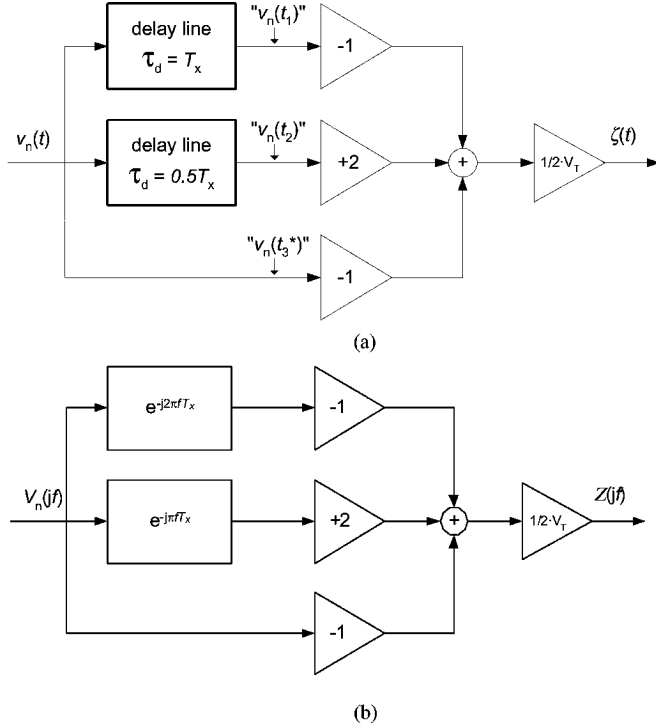 "vₙ(t₁)"
delay line
τd = Tx
-1
vₙ(t)
"vₙ(t₂)"
ζ(t)
delay line
τd = 0.5Tx
+2
+
1/2·VT
"vₙ(t₃*)"
-1
(a)
e-j2πfTx
-1
Vₙ(jf)
Z(jf)
e-jπfTx
+2
+
1/2·VT
-1
(b)